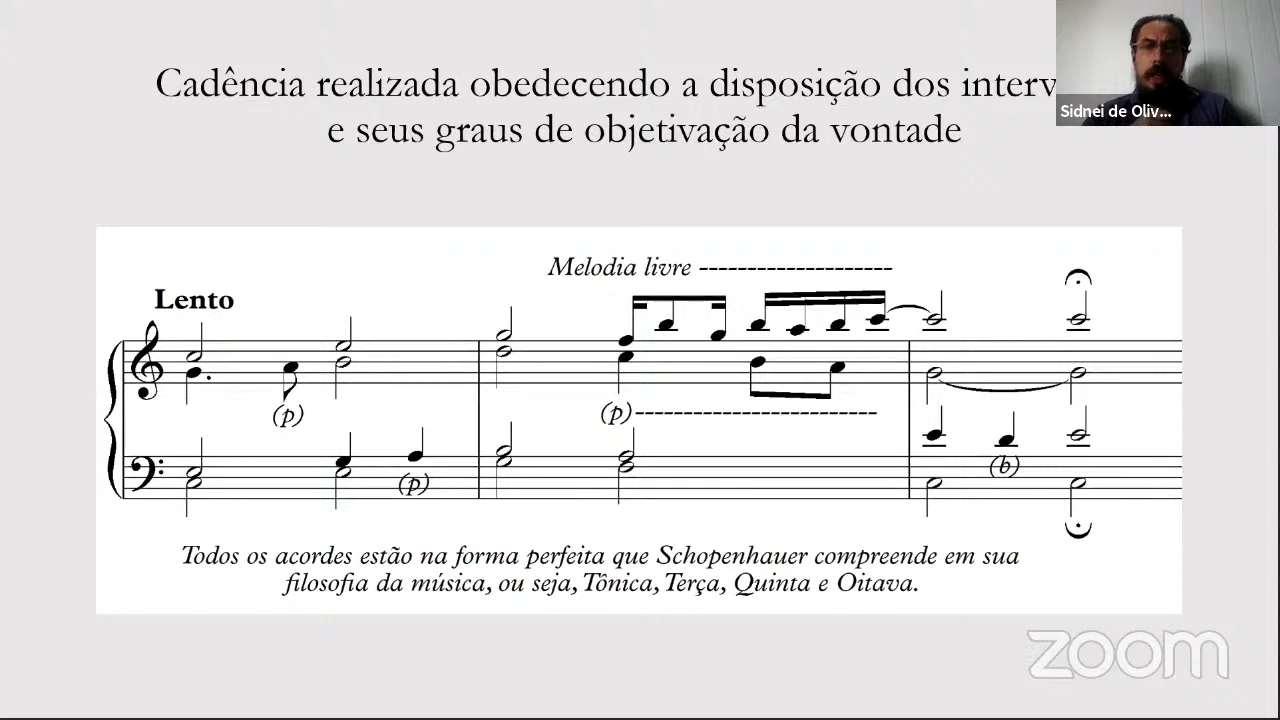 Cadência realizada obedecendo a disposição dos interv
e seus graus de objetivação da vontade
Sidnei de Oliv...
Melodia livre --------------------
Lento
(p)
(p)-------------------------
(p)
(b)
Todos os acordes estão na forma perfeita que Schopenhauer compreende em sua
filosofia da música, ou seja, Tônica, Terça, Quinta e Oitava.
zoom